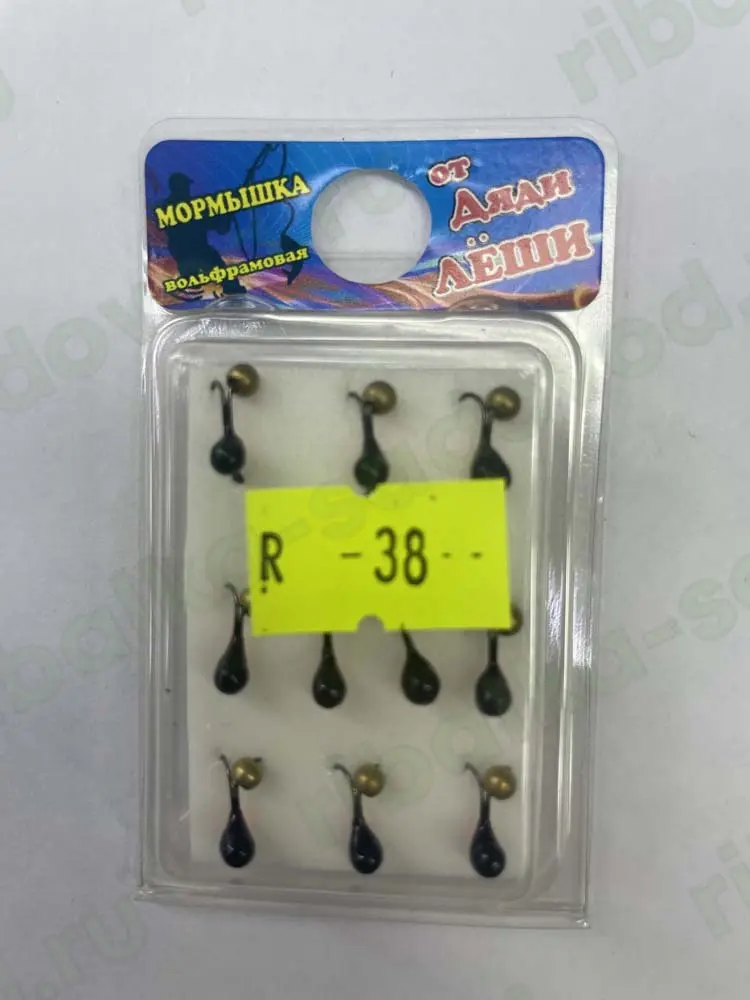 МОРМЫШКА
вольфрамовая
от
Дяди
ЛЁШИ
R - 38 - -